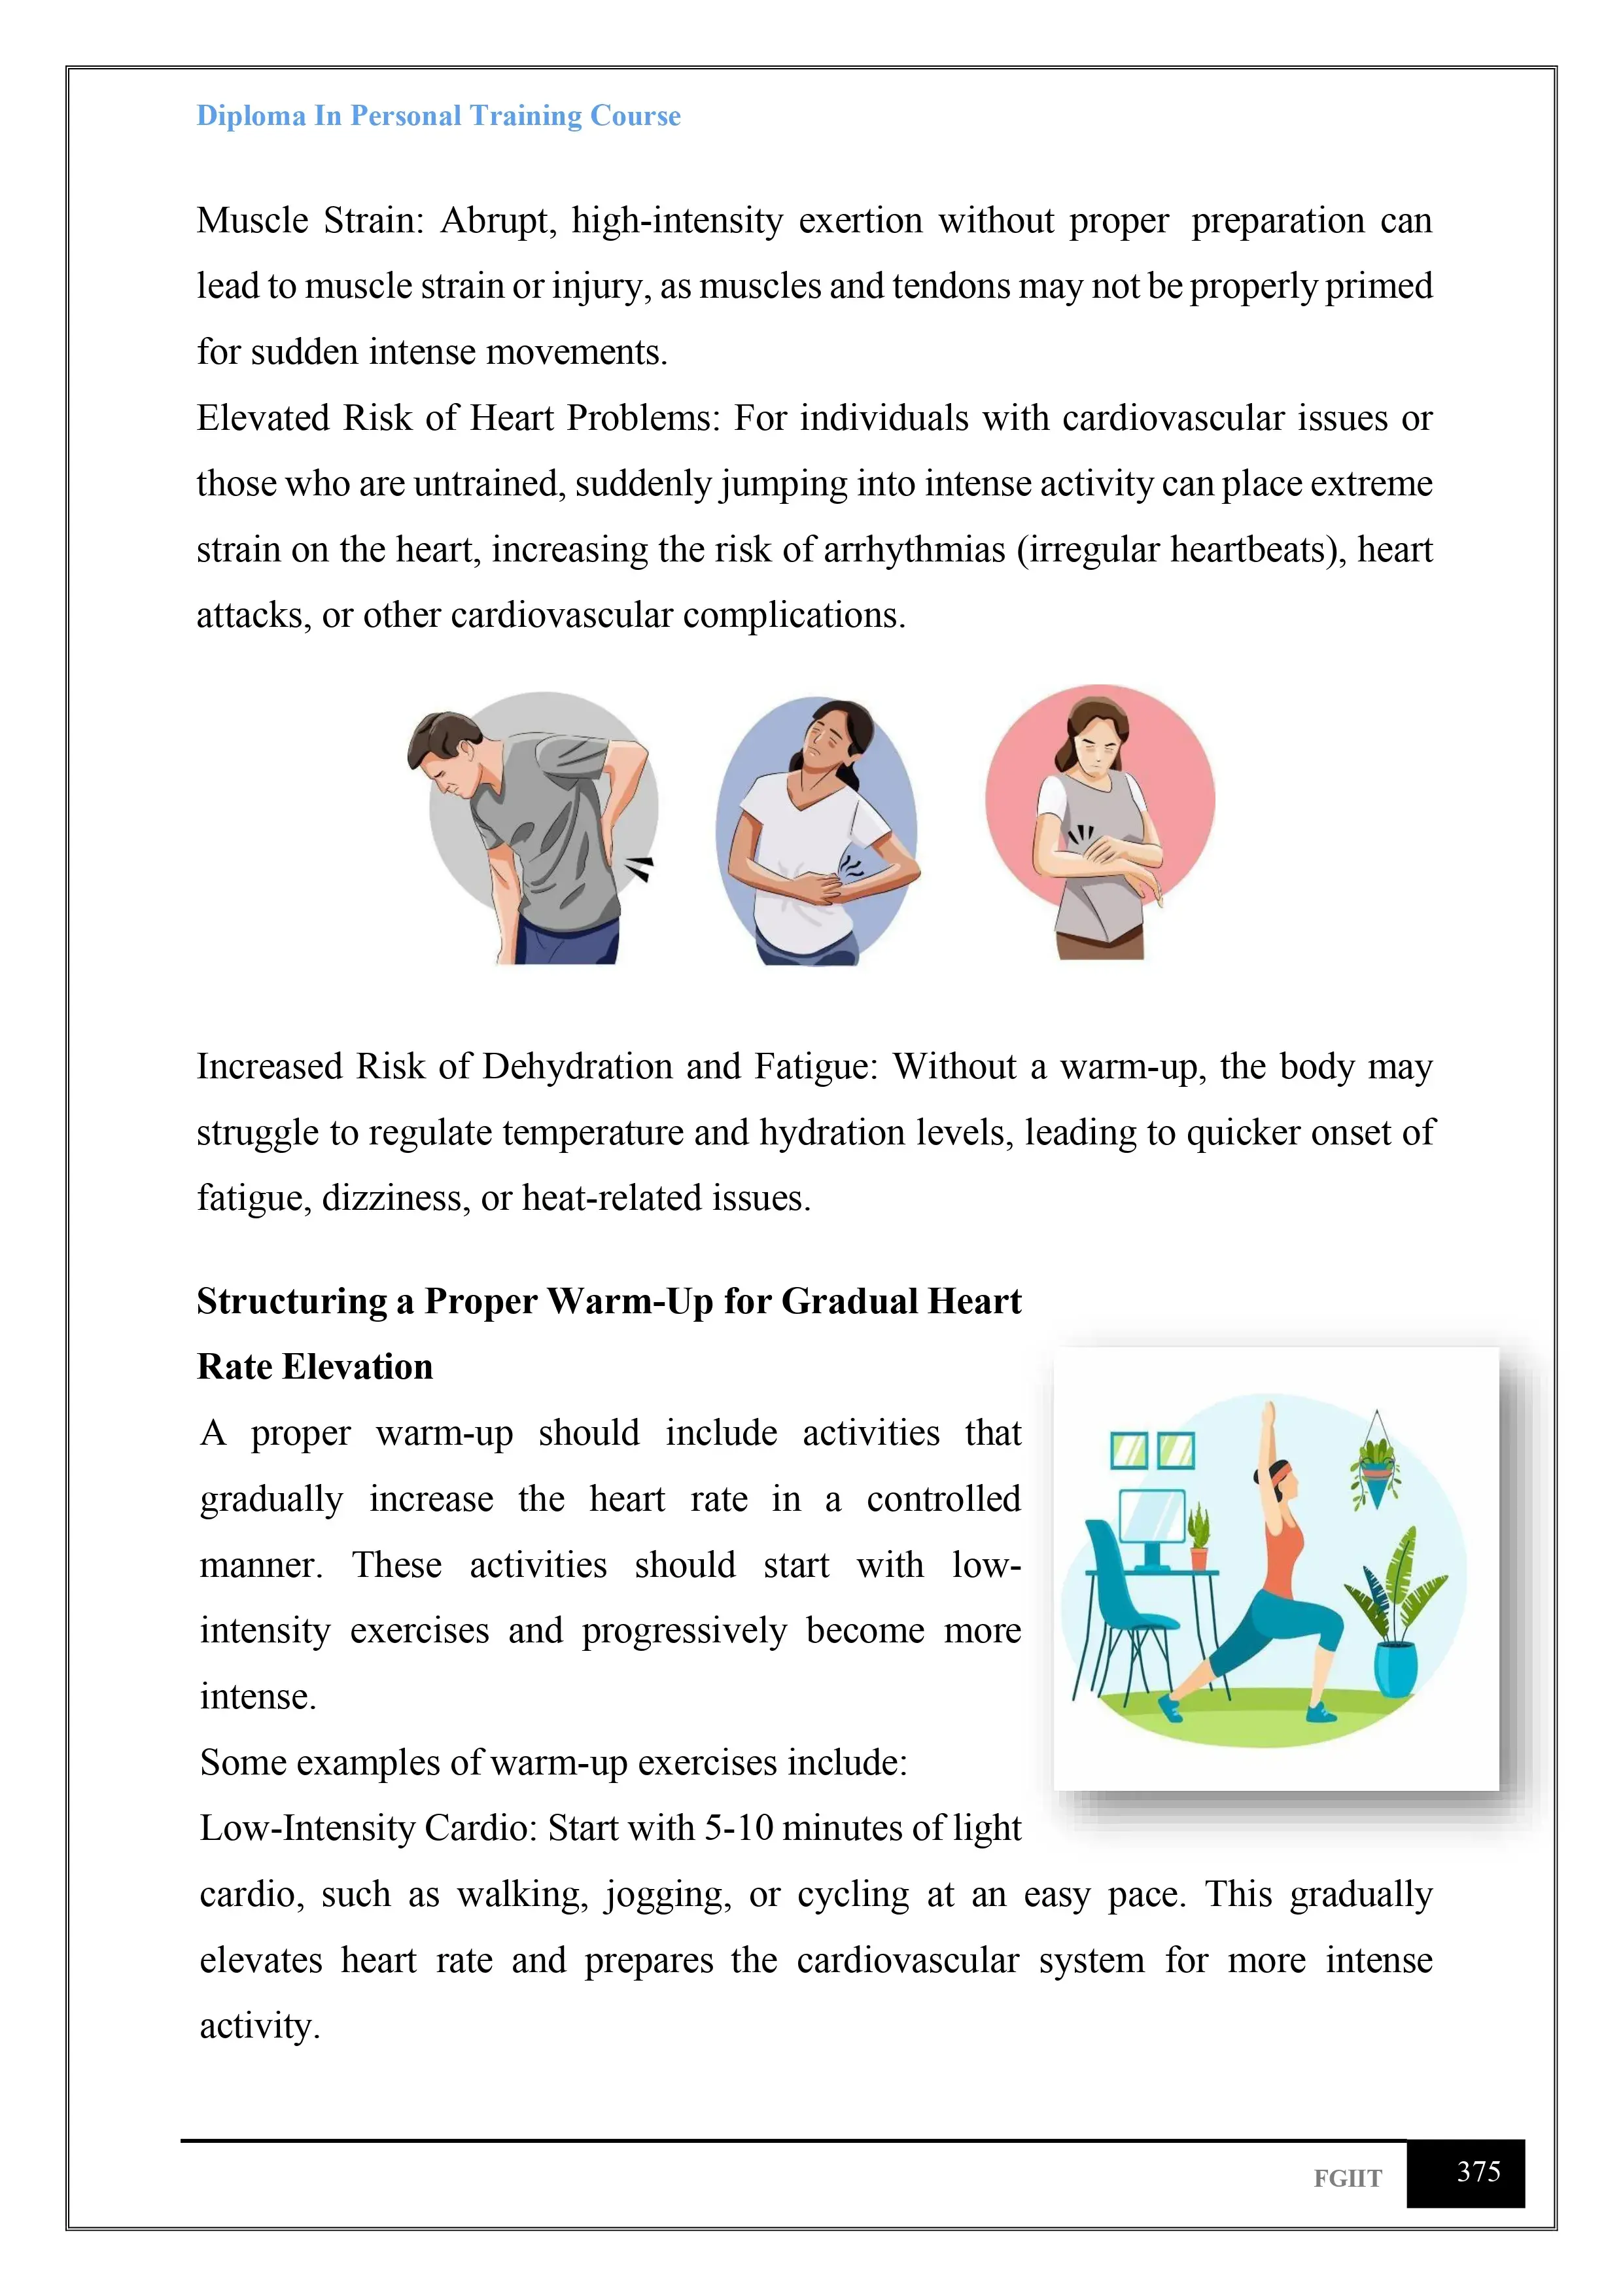 Diploma In Personal Training Course
Muscle Strain: Abrupt, high-intensity exertion without proper preparation can
lead to muscle strain or injury, as muscles and tendons may not be properly primed
for sudden intense movements.
Elevated Risk of Heart Problems: For individuals with cardiovascular issues or
those who are untrained, suddenly jumping into intense activity can place extreme
strain on the heart, increasing the risk of arrhythmias (irregular heartbeats), heart
attacks, or other cardiovascular complications.
Increased Risk of Dehydration and Fatigue: Without a warm-up, the body may
struggle to regulate temperature and hydration levels, leading to quicker onset of
fatigue, dizziness, or heat-related issues.
Structuring a Proper Warm-Up for Gradual Heart
Rate Elevation
A proper warm-up should include activities that
gradually increase the heart rate in a controlled
manner. These activities should start with low-
intensity exercises and progressively become more
intense.
Some examples of warm-up exercises include:
Low-Intensity Cardio: Start with 5-10 minutes of light
cardio, such as walking, jogging, or cycling at an easy pace. This gradually
elevates heart rate and prepares the cardiovascular system for more intense
activity.
FGIIT 375